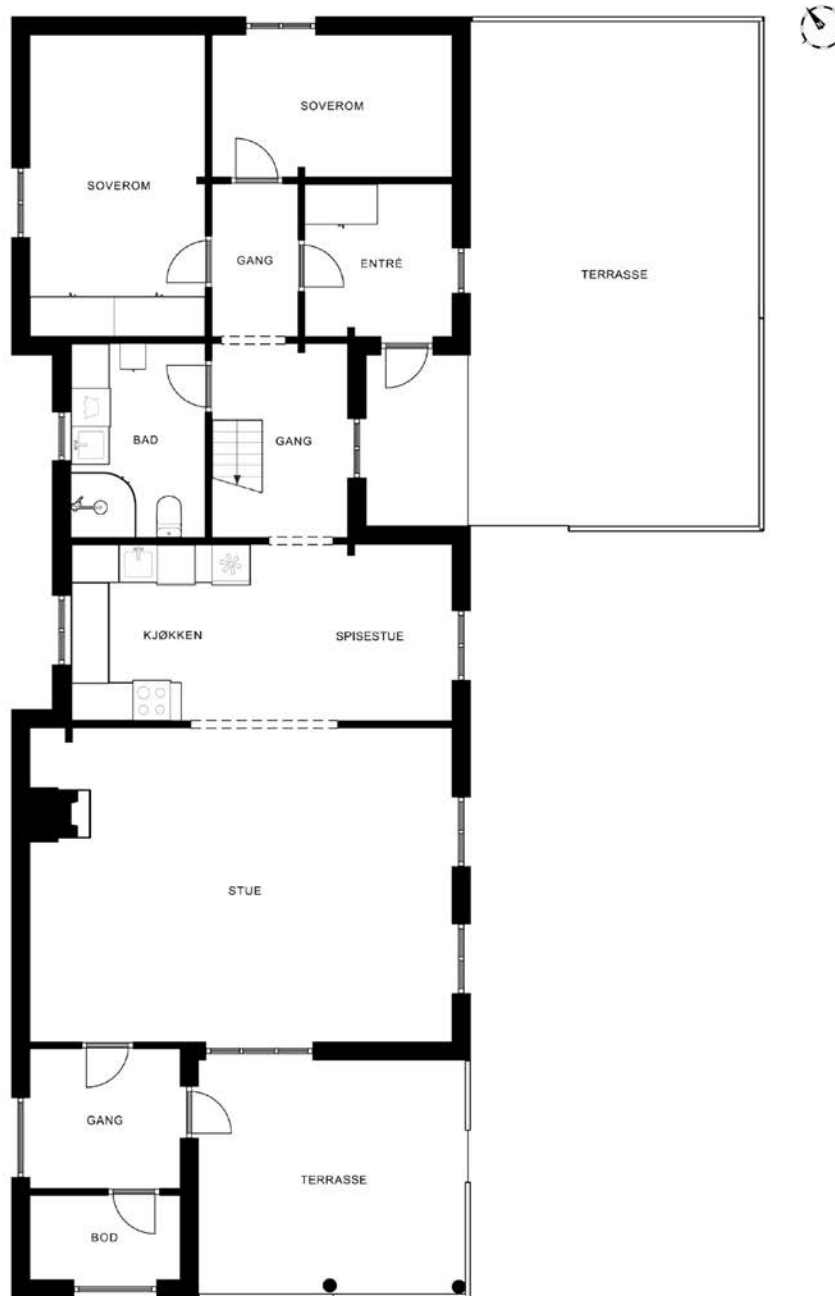 SOVEROM
SOVEROM
GANG
ENTRÉ
TERRASSE
BAD
GANG
KJØKKEN
SPISESTUE
STUE
GANG
TERRASSE
BOD